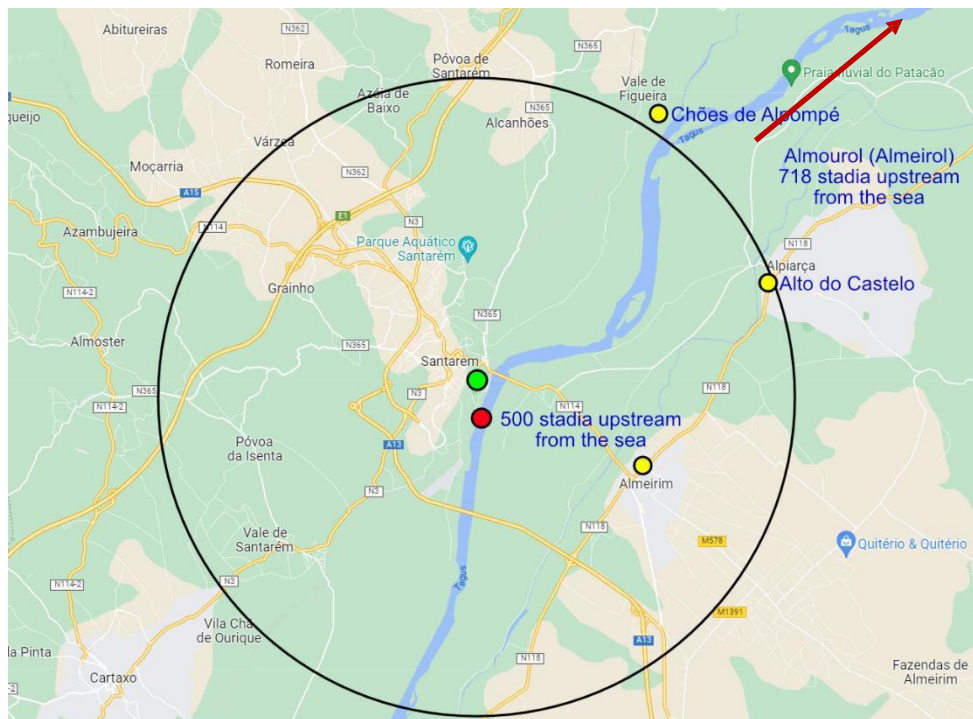 Abitureiras
N362
Romeira
Póvoa de
Santarém
N365
Tagus
Vale de
Figueira
Praia fluvial do Patacão
Azóia de
Baixo
N365
Chões de Alpompé
queijo
Alcanhões
Várzea
Almourol (Almeirol)
718 stadia upstream
from the sea
Moçarria
N362
A15
E1
N3
Azambujeira
N114
Parque Aquático
Santarém
N118
Alpiarça
Alto do Castelo
Grainho
N114-2
N365
Almoster
N365
Santarem
Tagus
N3
N118
N365
N114-2
N114
500 stadia upstream
from the sea
Póvoa
da Isenta
A13
Almeirim
N3
Vale de
Santarém
N118
M578
Quitério & Quitério
Tagus
N114-2
N3
M1391
Vila Chã
de Ourique
A13
la Pinta
N118
Cartaxo
Fazendas de
Almeirim
N3
N114-2